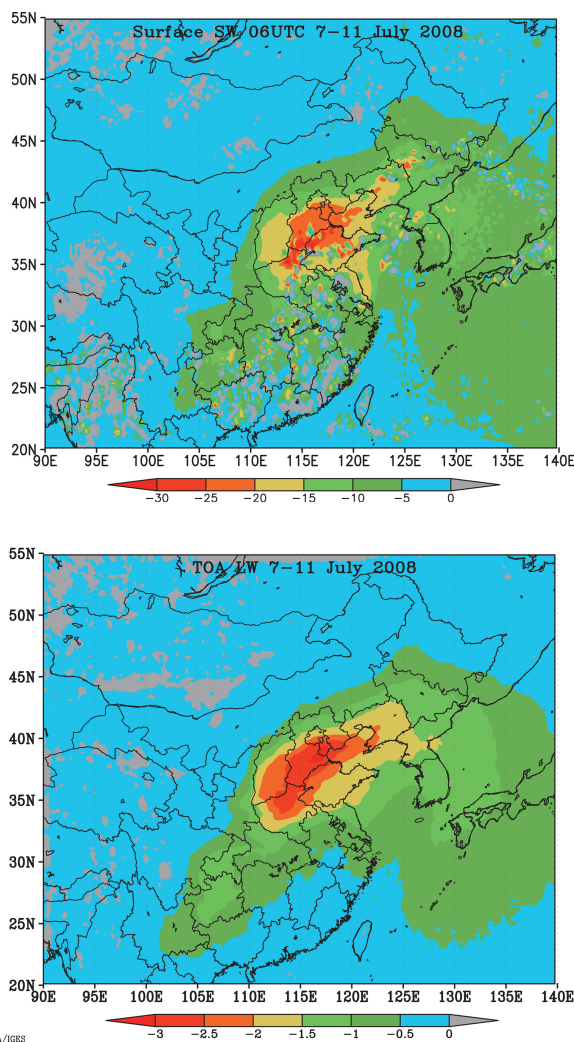 55N
Surface SW 06UTC 7-11 July 2008
50N
45N
40N
35N
30N
25N
20N
90E 95E 100E 105E 110E 115E 120E 125E 130E 135E 140E
-30 -25 -20 -15 -10 -5 0
55N
TOA LW 7-11 July 2008
50N
45N
40N
35N
30N
25N
20N
90E 95E 100E 105E 110E 115E 120E 125E 130E 135E 140E
-3 -2.5 -2 -1.5 -1 -0.5 0
/IGES